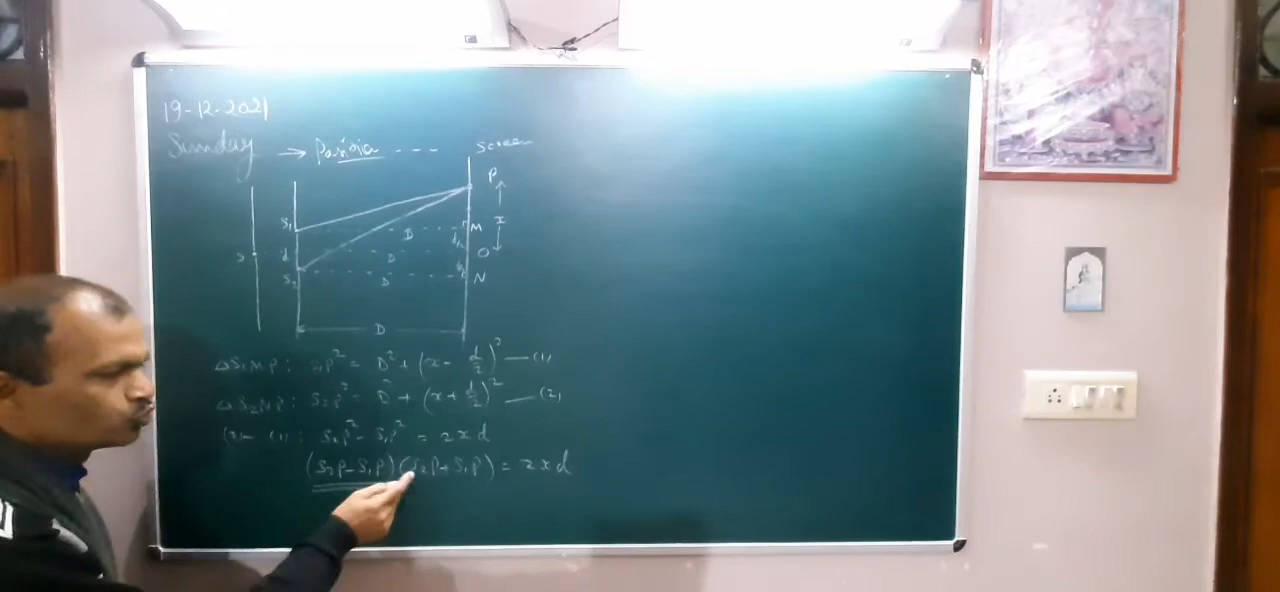 19-12-2021
Sunday → Parisia ----
Screen
P
S₁
M
D
x
d
D
O
S
S₂
D
N
D
ΔS₁MP: S₁P² = D² + (x - d/2)² — (1)
ΔS₂NP: S₂P² = D² + (x + d/2)² — (2)
(2) - (1): S₂P² - S₁P² = 2xd
(S₂P - S₁P)(S₂P + S₁P) = 2xd